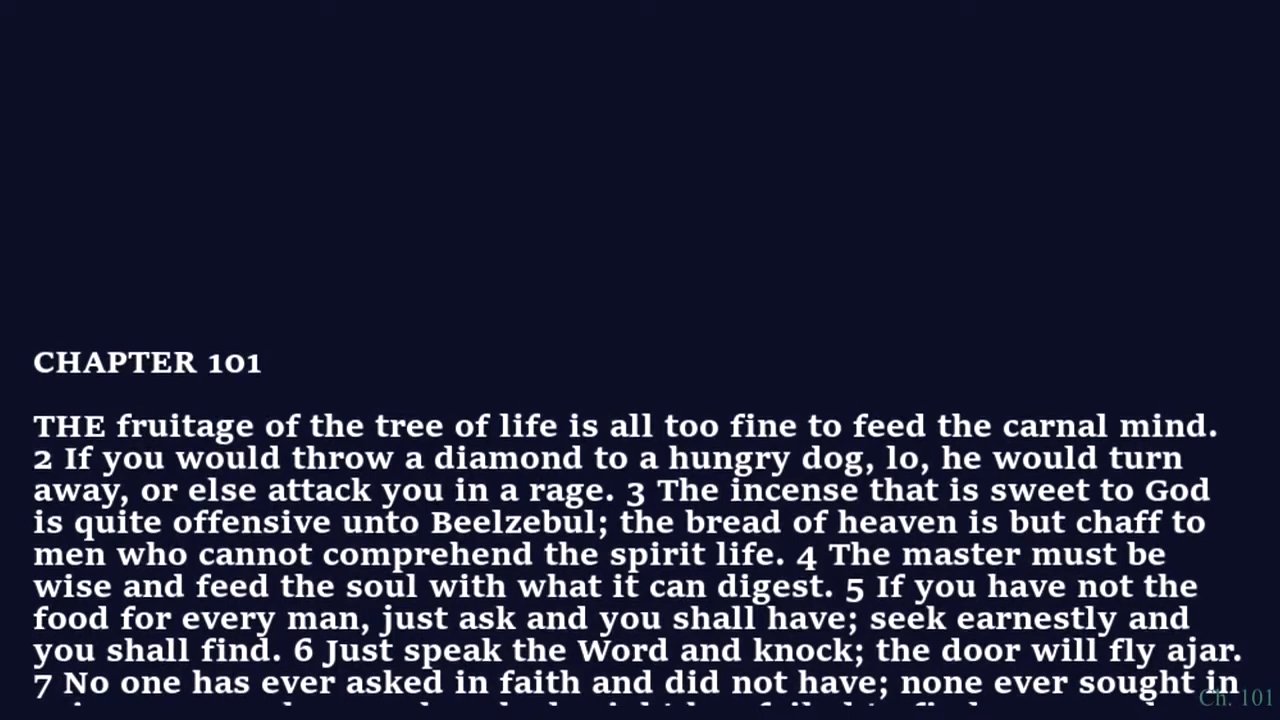 CHAPTER 101
THE fruitage of the tree of life is all too fine to feed the carnal mind.
2 If you would throw a diamond to a hungry dog, lo, he would turn
away, or else attack you in a rage. 3 The incense that is sweet to God
is quite offensive unto Beelzebul; the bread of heaven is but chaff to
men who cannot comprehend the spirit life. 4 The master must be
wise and feed the soul with what it can digest. 5 If you have not the
food for every man, just ask and you shall have; seek earnestly and
you shall find. 6 Just speak the Word and knock; the door will fly ajar.
7 No one has ever asked in faith and did not have; none ever sought in
Ch. 101